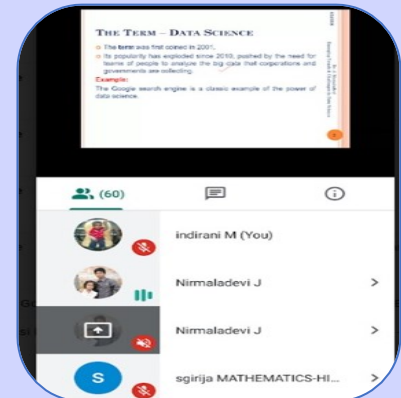 THE TERM – DATA SCIENCE
The term was first coined in 2001.
Its popularity has exploded since 2010, pushed by the need for
teams of people to analyze the big data that corporations and
governments are collecting.
Example:
The Google search engine is a classic example of the power of
data science.
(60)
indirani M (You)
Nirmaladevi J
Nirmaladevi J
S
sgirija MATHEMATICS-HI...